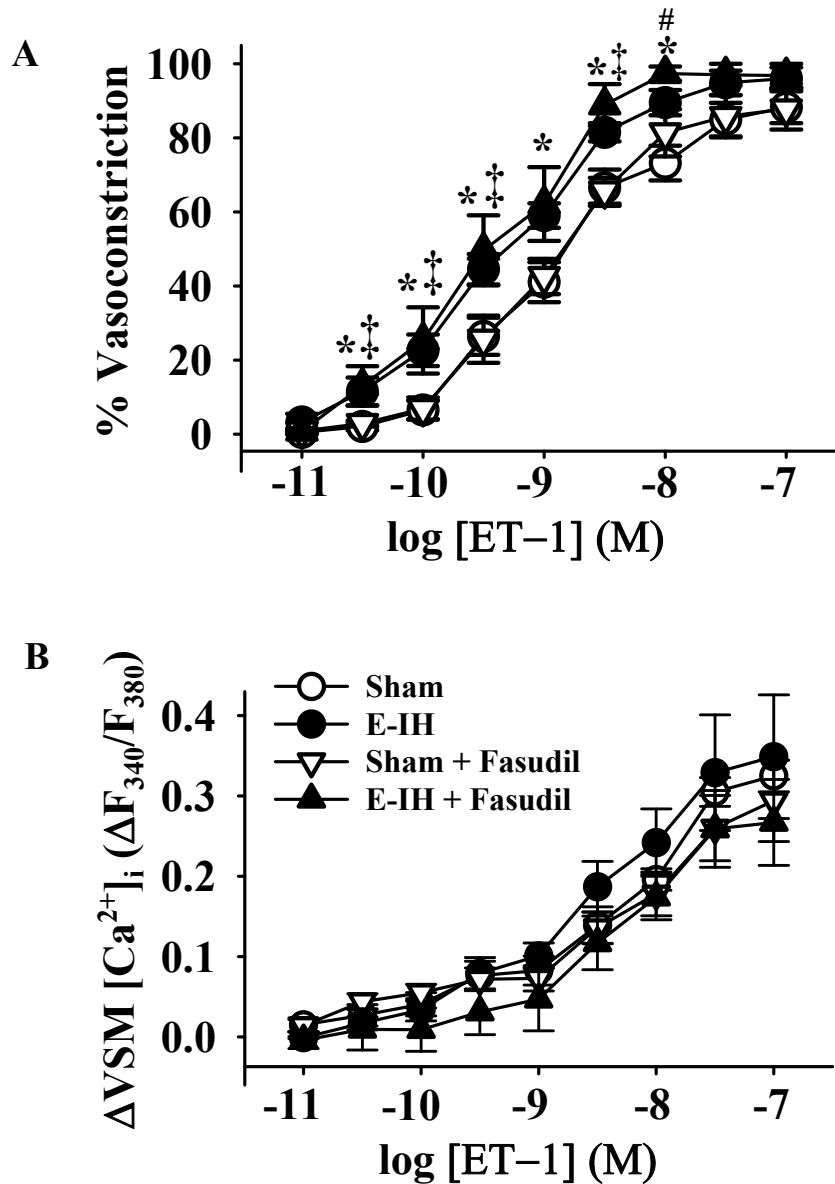 A
% Vasoconstriction
100
80
60
40
20
0
*‡
*‡
*‡
*
*‡
#
*
-11
-10
-9
-8
-7
log [ET−1] (M)
B
ΔVSM [Ca²⁺]ᵢ (ΔF₃₄₀/F₃₈₀)
0.4
0.3
0.2
0.1
0.0
Sham
E-IH
Sham + Fasudil
E-IH + Fasudil
-11
-10
-9
-8
-7
log [ET−1] (M)